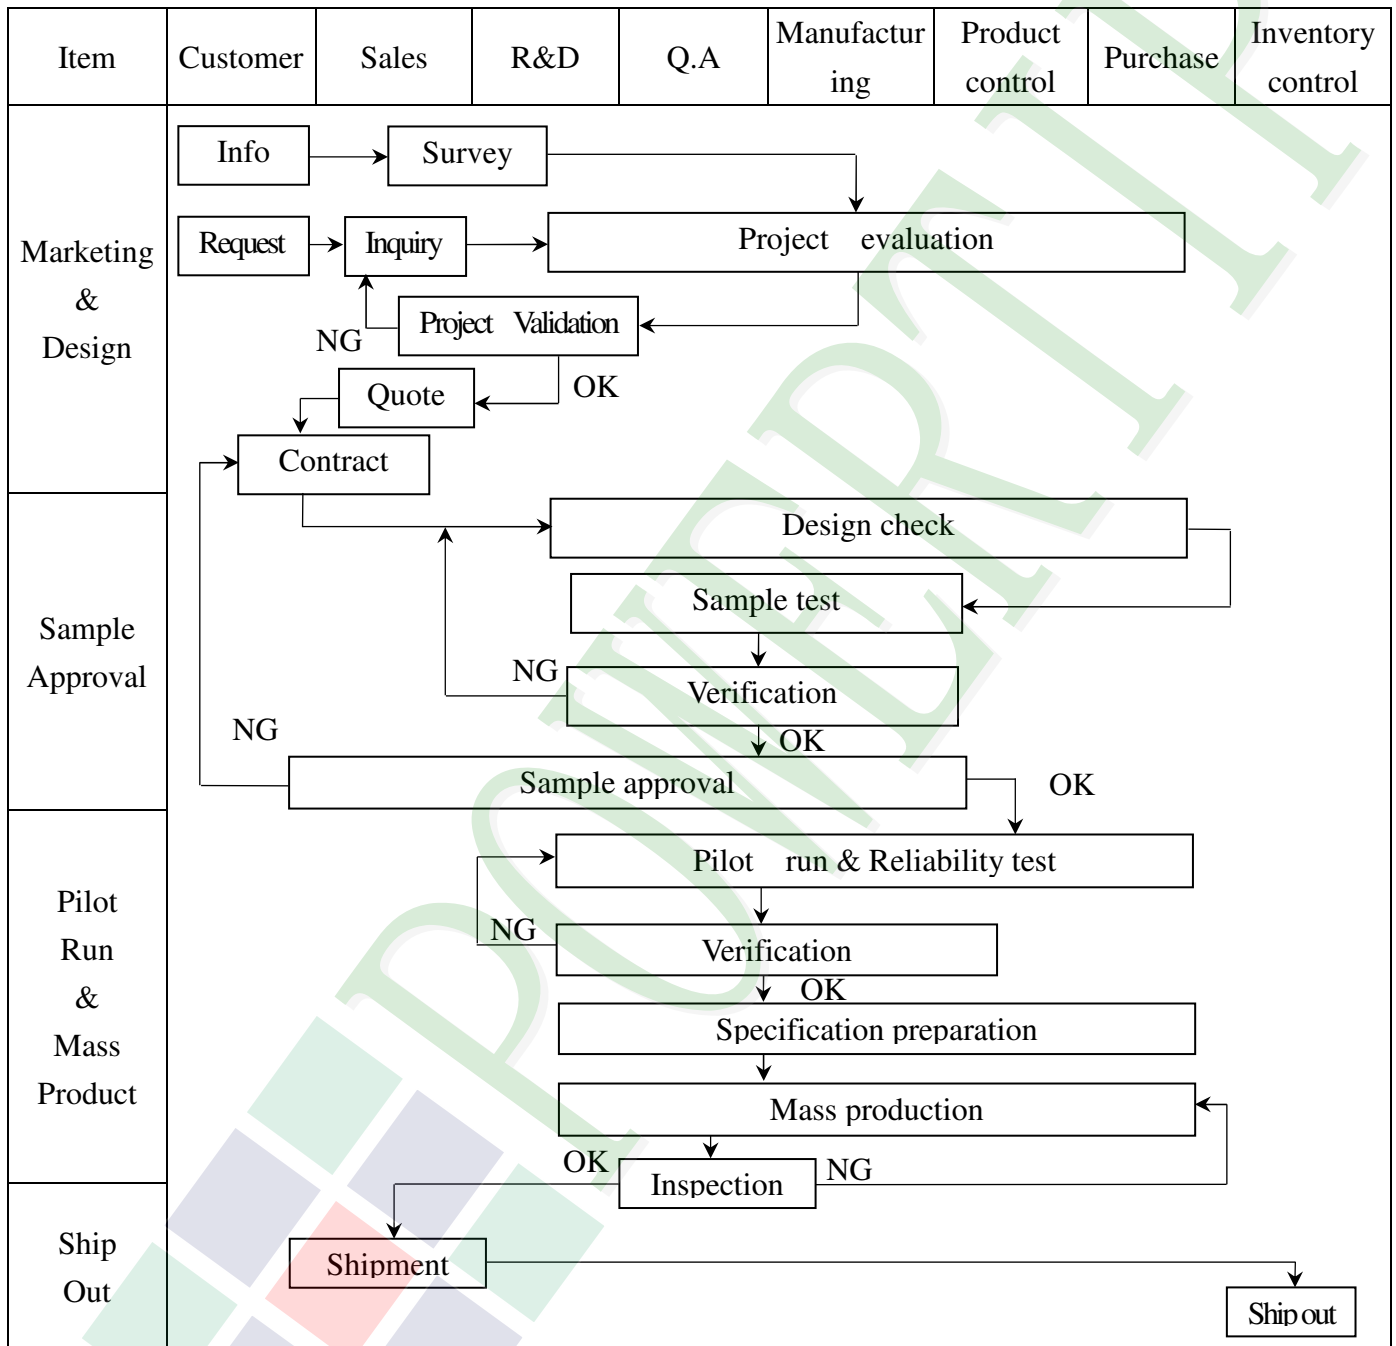 Item
Customer
Sales
R&D
Q.A
Manufactur
ing
Product
control
Purchase
Inventory
control
Marketing
&
Design
Info
Survey
Request
Inquiry
Project evaluation
NG
Project Validation
Quote
OK
Contract
Sample
Approval
Design check
Sample test
NG
Verification
OK
NG
Sample approval
OK
Pilot
Run
&
Mass
Product
Pilot run & Reliability test
NG
Verification
OK
Specification preparation
Mass production
OK
Inspection
NG
Ship
Out
Shipment
Ship out
POWERTIP